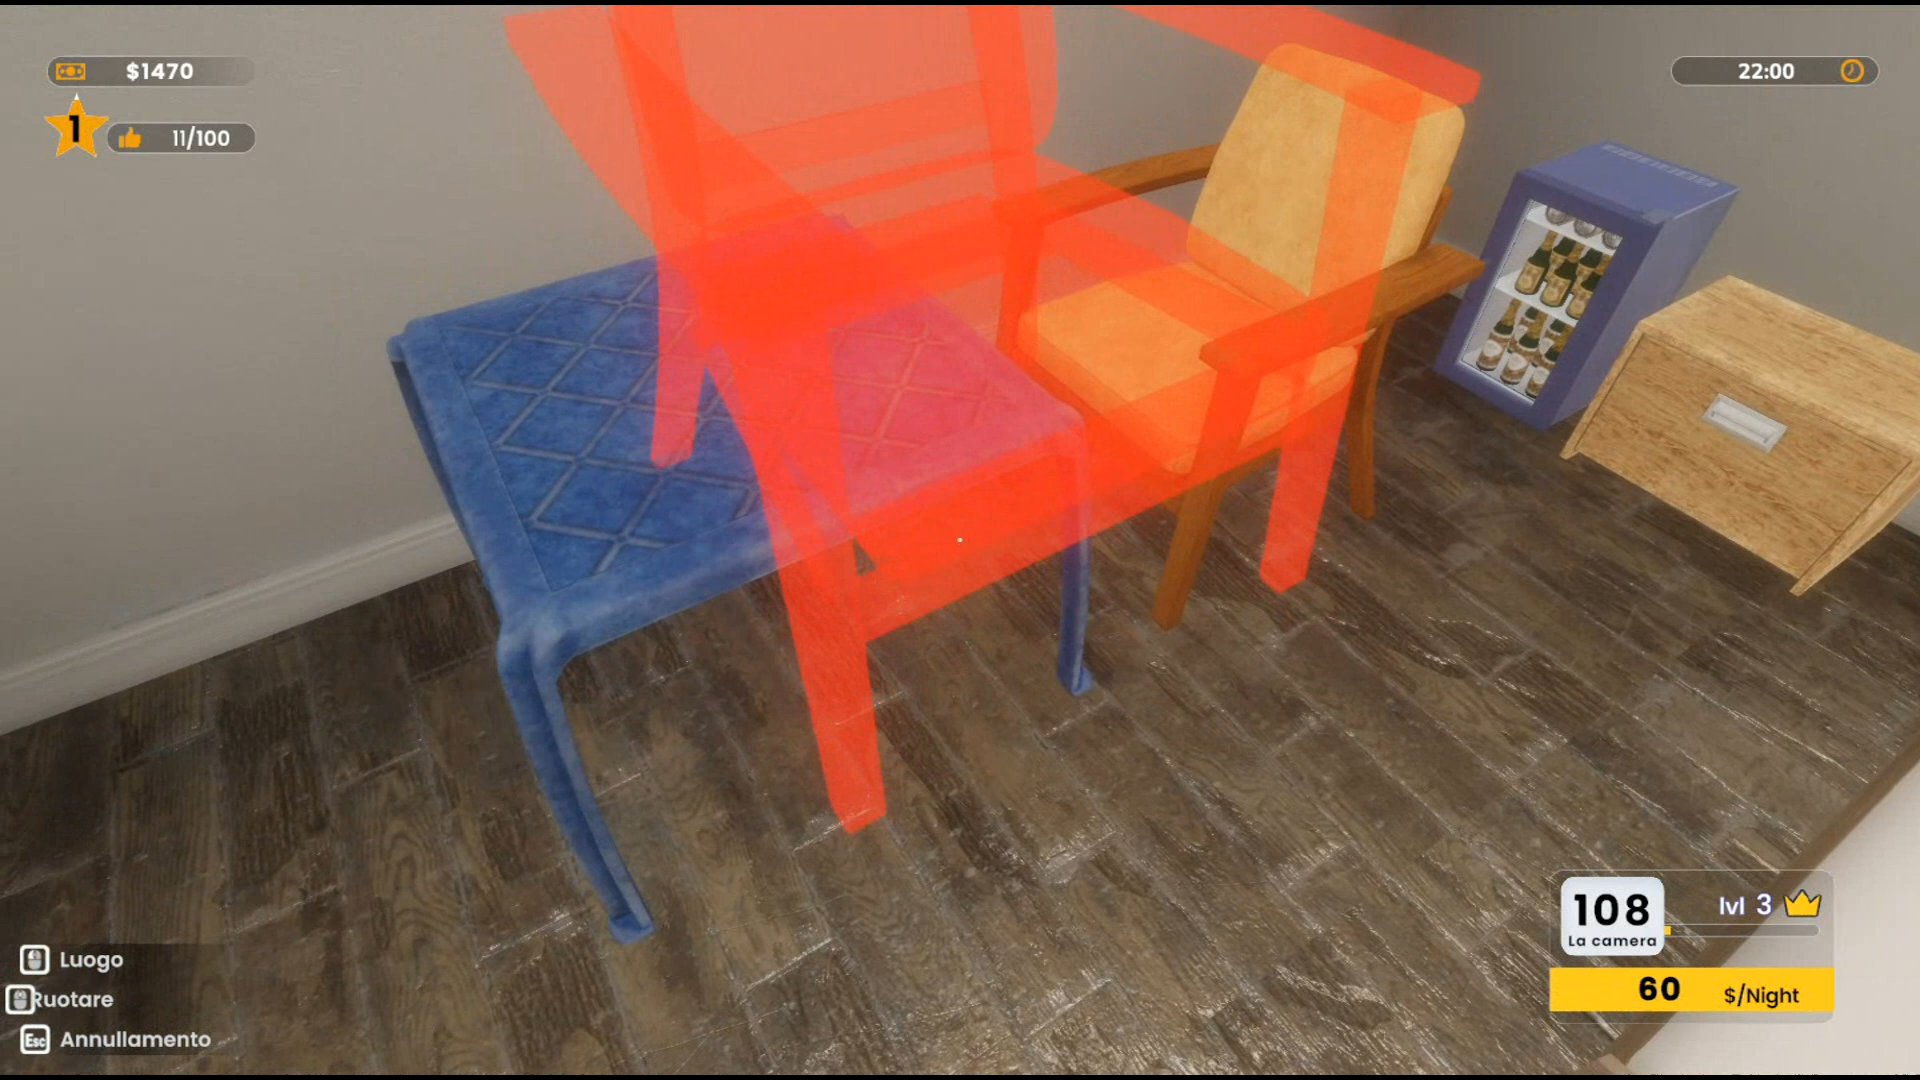 $1470
22:00
1
11/100
108
La camera
lvl 3
60
$/Night
Luogo
Ruotare
Esc Annullamento